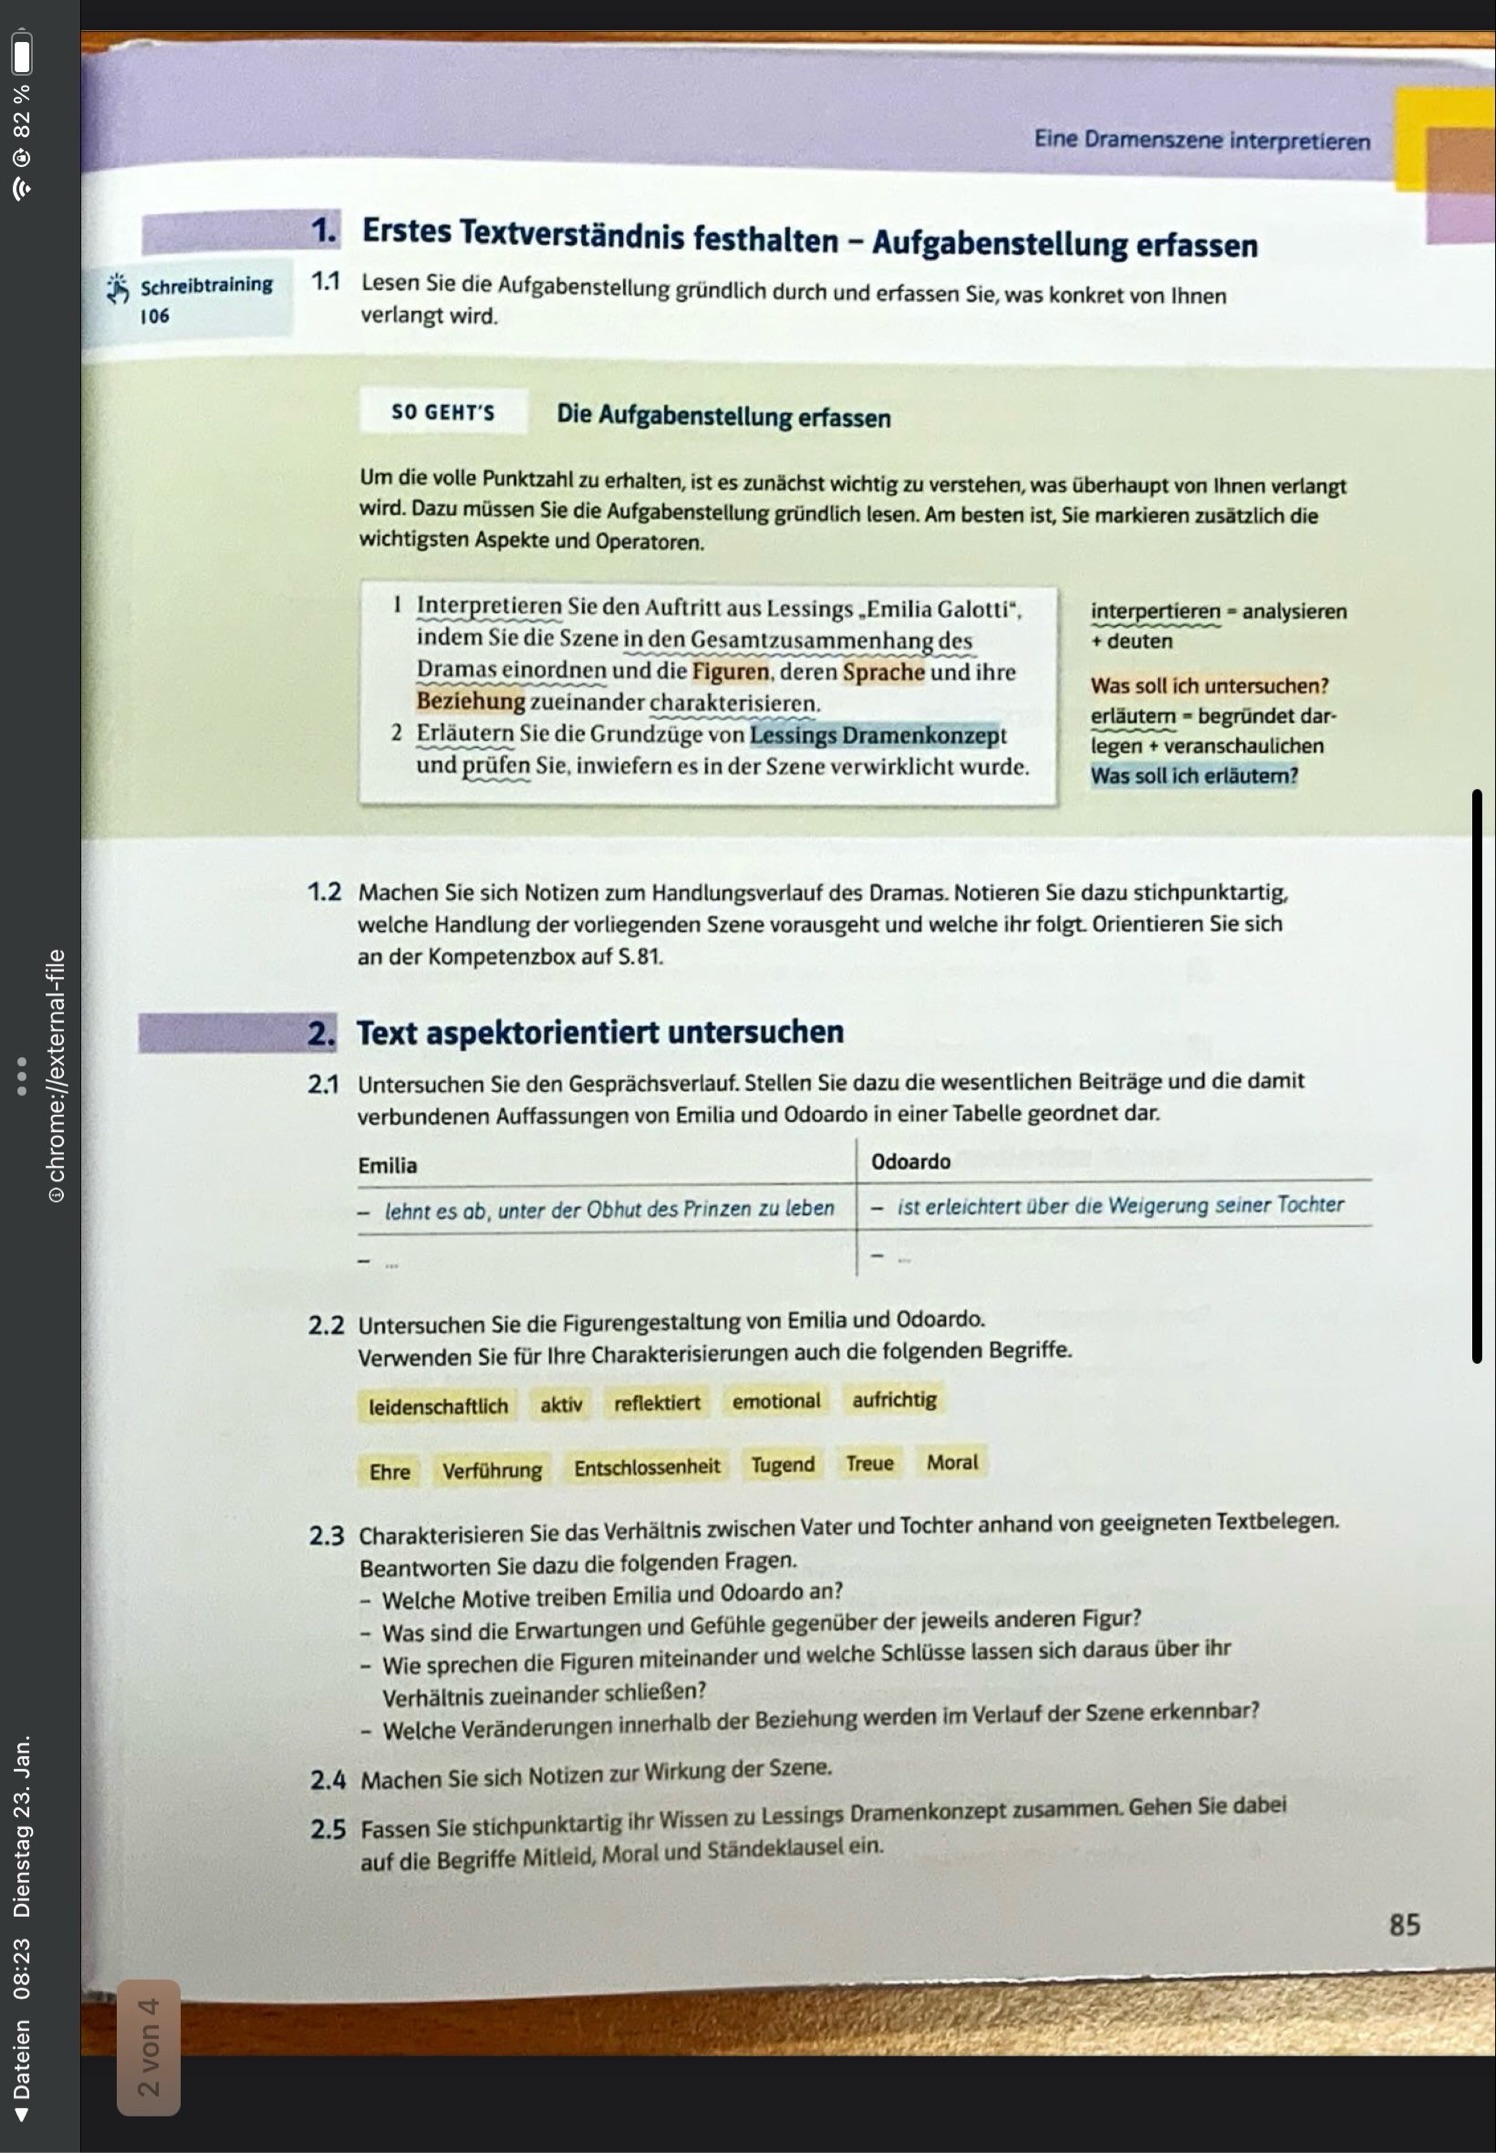 ◀ Dateien 08:23 Dienstag 23. Jan.
82 %
chrome://external-file
Eine Dramenszene interpretieren
1. Erstes Textverständnis festhalten – Aufgabenstellung erfassen
Schreibtraining
106
1.1 Lesen Sie die Aufgabenstellung gründlich durch und erfassen Sie, was konkret von Ihnen
verlangt wird.
SO GEHT'S Die Aufgabenstellung erfassen
Um die volle Punktzahl zu erhalten, ist es zunächst wichtig zu verstehen, was überhaupt von Ihnen verlangt
wird. Dazu müssen Sie die Aufgabenstellung gründlich lesen. Am besten ist, Sie markieren zusätzlich die
wichtigsten Aspekte und Operatoren.
1 Interpretieren Sie den Auftritt aus Lessings „Emilia Galotti“,
indem Sie die Szene in den Gesamtzusammenhang des
Dramas einordnen und die Figuren, deren Sprache und ihre
Beziehung zueinander charakterisieren.
2 Erläutern Sie die Grundzüge von Lessings Dramenkonzept
und prüfen Sie, inwiefern es in der Szene verwirklicht wurde.
interpertieren = analysieren
+ deuten
Was soll ich untersuchen?
erläutern = begründet dar-
legen + veranschaulichen
Was soll ich erläutern?
1.2 Machen Sie sich Notizen zum Handlungsverlauf des Dramas. Notieren Sie dazu stichpunktartig,
welche Handlung der vorliegenden Szene vorausgeht und welche ihr folgt. Orientieren Sie sich
an der Kompetenzbox auf S.81.
2. Text aspektorientiert untersuchen
2.1 Untersuchen Sie den Gesprächsverlauf. Stellen Sie dazu die wesentlichen Beiträge und die damit
verbundenen Auffassungen von Emilia und Odoardo in einer Tabelle geordnet dar.
Emilia Odoardo
– lehnt es ab, unter der Obhut des Prinzen zu leben – ist erleichtert über die Weigerung seiner Tochter
– ... – ...
2.2 Untersuchen Sie die Figurengestaltung von Emilia und Odoardo.
Verwenden Sie für Ihre Charakterisierungen auch die folgenden Begriffe.
leidenschaftlich aktiv reflektiert emotional aufrichtig
Ehre Verführung Entschlossenheit Tugend Treue Moral
2.3 Charakterisieren Sie das Verhältnis zwischen Vater und Tochter anhand von geeigneten Textbelegen.
Beantworten Sie dazu die folgenden Fragen.
– Welche Motive treiben Emilia und Odoardo an?
– Was sind die Erwartungen und Gefühle gegenüber der jeweils anderen Figur?
– Wie sprechen die Figuren miteinander und welche Schlüsse lassen sich daraus über ihr
Verhältnis zueinander schließen?
– Welche Veränderungen innerhalb der Beziehung werden im Verlauf der Szene erkennbar?
2.4 Machen Sie sich Notizen zur Wirkung der Szene.
2.5 Fassen Sie stichpunktartig ihr Wissen zu Lessings Dramenkonzept zusammen. Gehen Sie dabei
auf die Begriffe Mitleid, Moral und Ständeklausel ein.
85
2 von 4